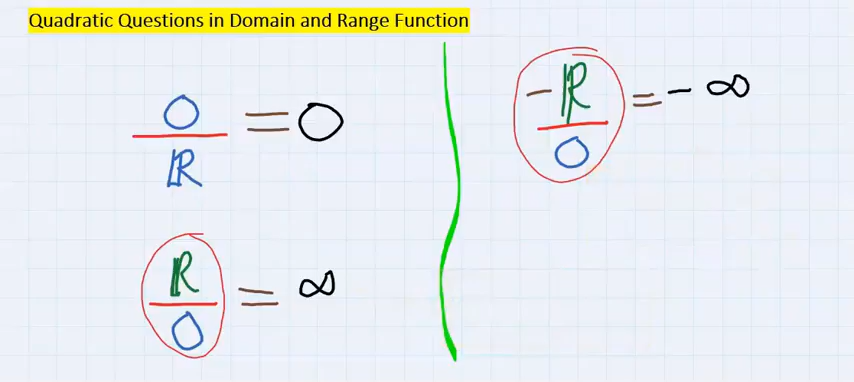 Quadratic Questions in Domain and Range Function
0/ℝ = 0
ℝ/0 = ∞
-ℝ/0 = - ∞